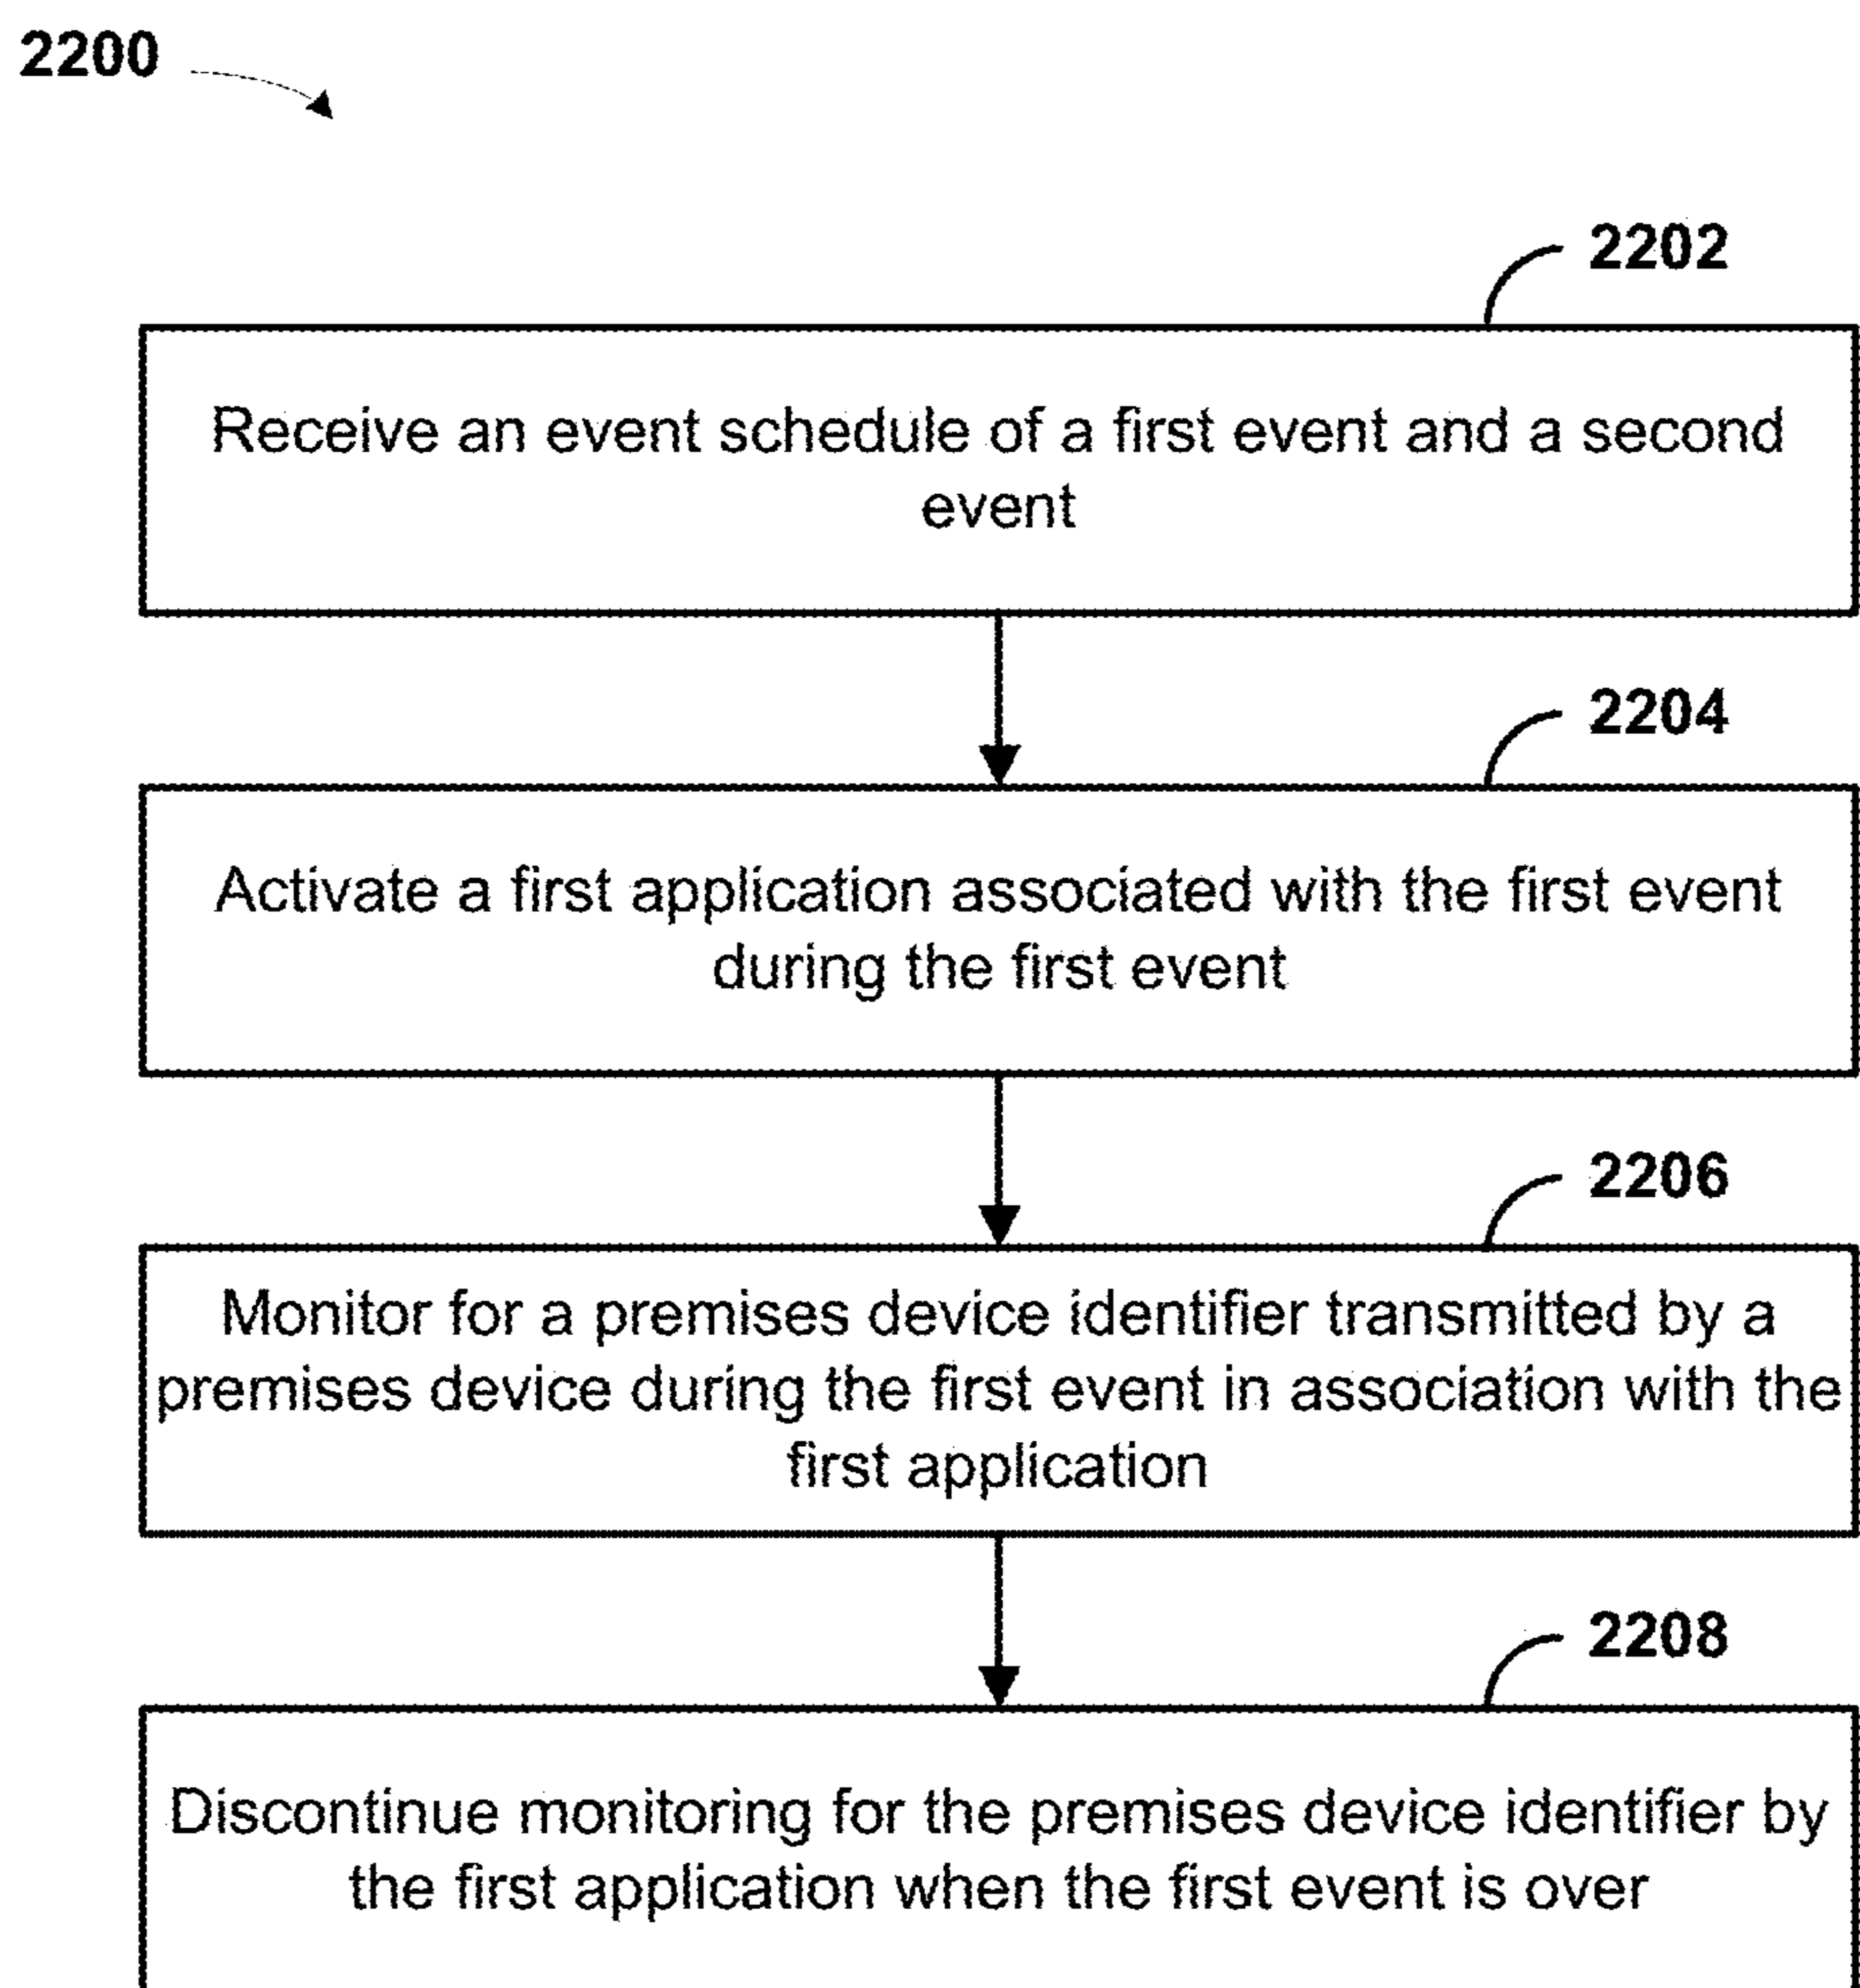 2200
2202
Receive an event schedule of a first event and a second
event
2204
Activate a first application associated with the first event
during the first event
2206
Monitor for a premises device identifier transmitted by a
premises device during the first event in association with the
first application
2208
Discontinue monitoring for the premises device identifier by
the first application when the first event is over